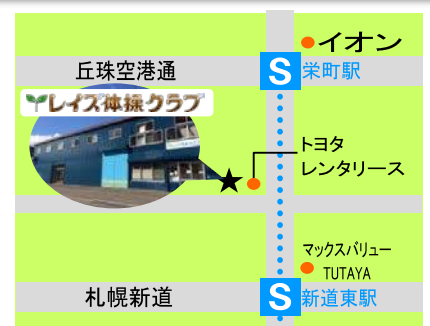 イオン
丘珠空港通
S
栄町駅
レイズ体操クラブ
トヨタ
レンタリース
マックスバリュー
TUTAYA
札幌新道
S
新道東駅